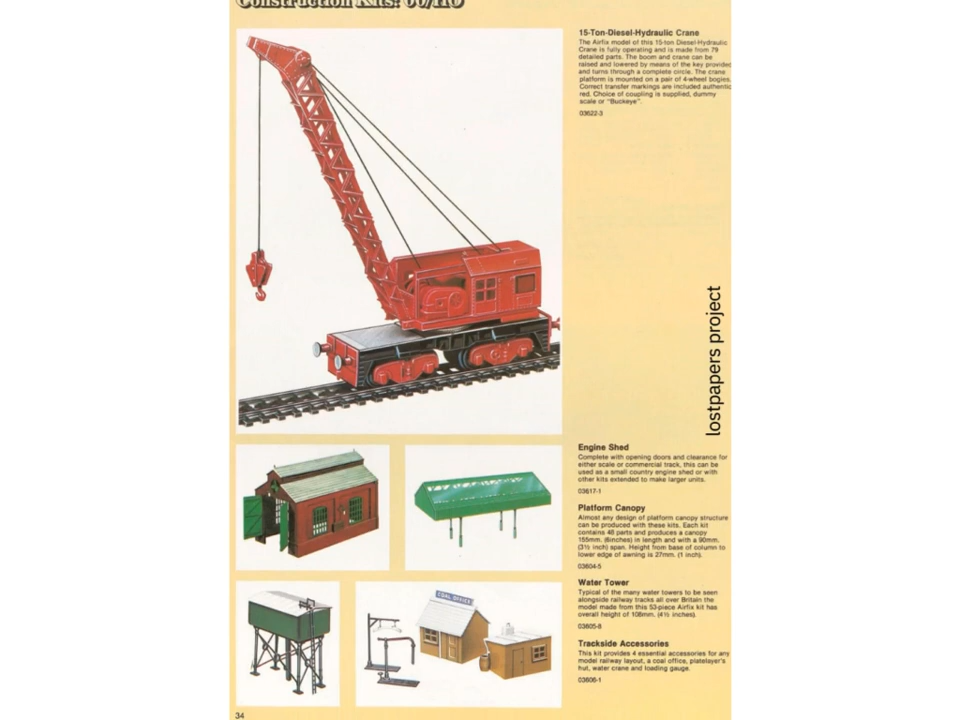 Construction Kits: 00/HO
15-Ton-Diesel-Hydraulic Crane
The Airfix model of this 15-ton Diesel-Hydraulic
Crane is fully operating and is made from 79
detailed parts. The boom and crane can be
raised and lowered by means of the key provided
and turns through a complete circle. The crane
platform is mounted on a pair of 4-wheel bogies.
Correct transfer markings are included authentic
red. Choice of coupling is supplied, dummy
scale or "Buckeye".
03622-3
lostpapers project
Engine Shed
Complete with opening doors and clearance for
either scale or commercial track, this can be
used as a small country engine shed or with
other kits extended to make larger units.
03617-1
Platform Canopy
Almost any design of platform canopy structure
can be produced with these kits. Each kit
contains 48 parts and produces a canopy
155mm. (6inches) in length and with a 90mm.
(3½ inch) span. Height from base of column to
lower edge of awning is 27mm. (1 inch).
03604-5
Water Tower
Typical of the many water towers to be seen
alongside railway tracks all over Britain the
model made from this 53-piece Airfix kit has
overall height of 108mm. (4½ inches).
03605-8
Trackside Accessories
This kit provides 4 essential accessories for any
model railway layout, a coal office, platelayer's
hut, water crane and loading gauge.
03606-1
COAL OFFICE
34